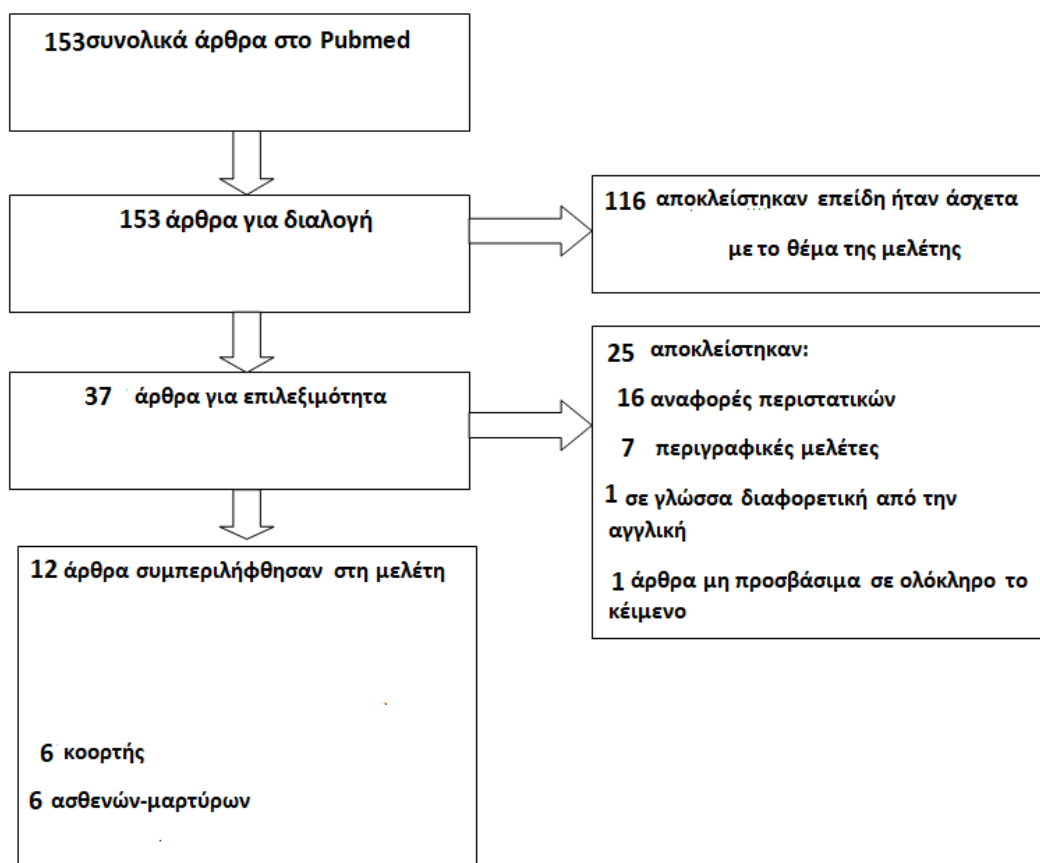 153συνολικά άρθρα στο Pubmed
153 άρθρα για διαλογή
116 αποκλείστηκαν επείδη ήταν άσχετα
με το θέμα της μελέτης
37 άρθρα για επιλεξιμότητα
25 αποκλείστηκαν:
16 αναφορές περιστατικών
7 περιγραφικές μελέτες
1 σε γλώσσα διαφορετική από την
αγγλική
1 άρθρα μη προσβάσιμα σε ολόκληρο το
κέιμενο
12 άρθρα συμπεριλήφθησαν στη μελέτη
6 κοορτής
6 ασθενών-μαρτύρων